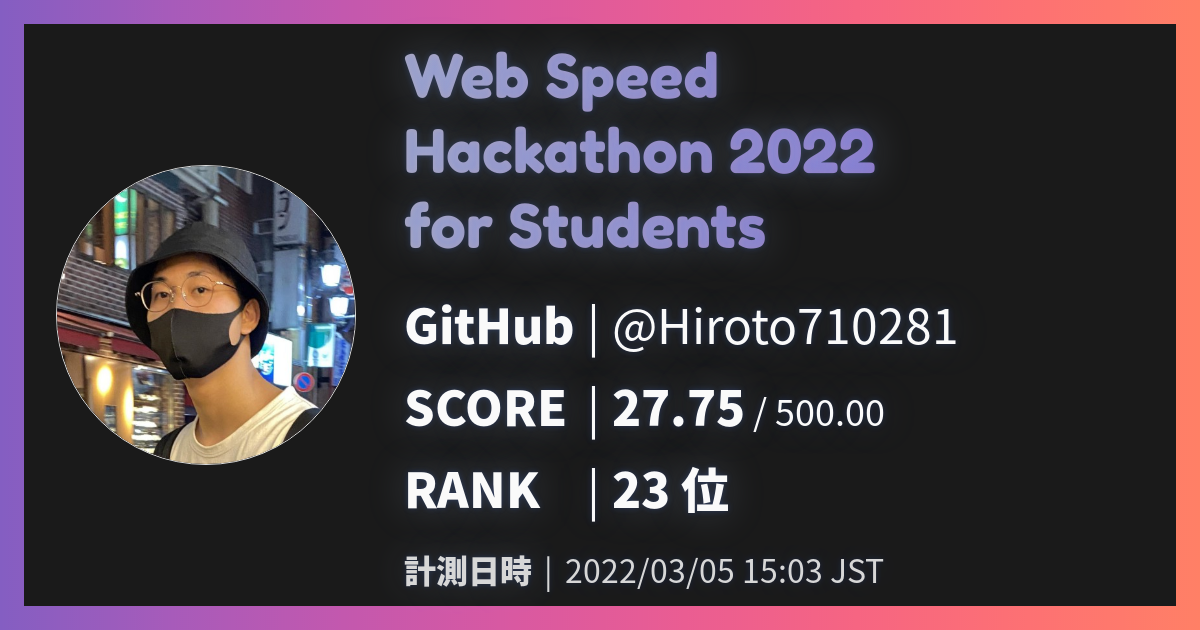 Web Speed
Hackathon 2022
for Students
GitHub | @Hiroto710281
SCORE | 27.75 / 500.00
RANK | 23 位
計測日時 | 2022/03/05 15:03 JST